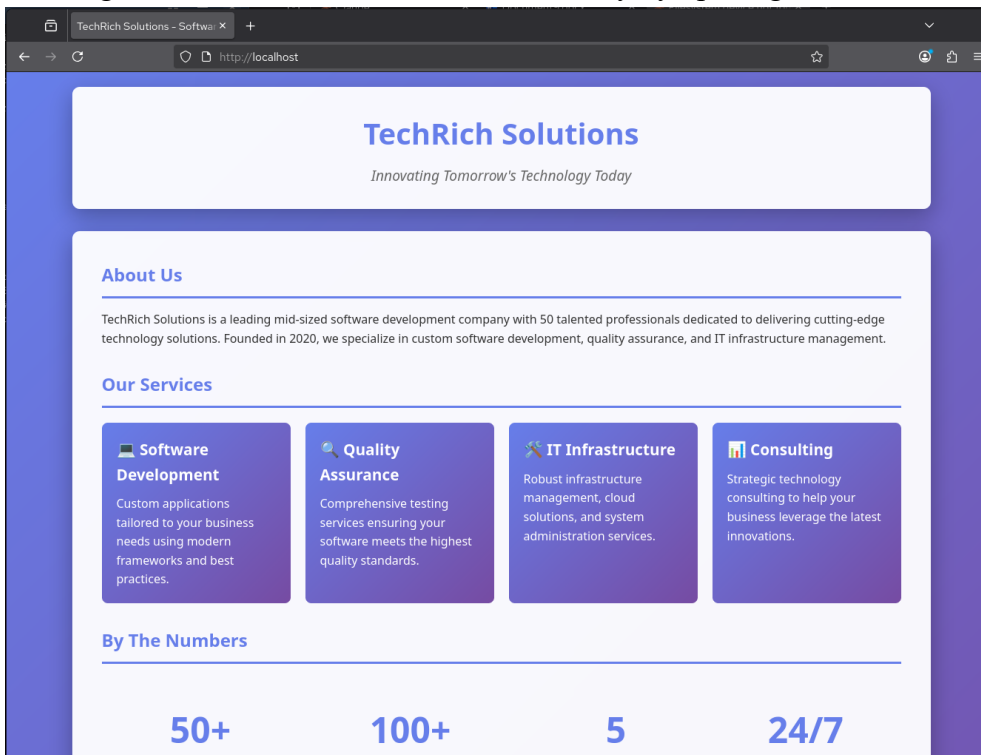 TechRich Solutions – Softwa
http://localhost
TechRich Solutions
Innovating Tomorrow's Technology Today
About Us
TechRich Solutions is a leading mid-sized software development company with 50 talented professionals dedicated to delivering cutting-edge
technology solutions. Founded in 2020, we specialize in custom software development, quality assurance, and IT infrastructure management.
Our Services
💻 Software
Development
Custom applications
tailored to your business
needs using modern
frameworks and best
practices.
🔍 Quality
Assurance
Comprehensive testing
services ensuring your
software meets the highest
quality standards.
🛠️ IT Infrastructure
Robust infrastructure
management, cloud
solutions, and system
administration services.
📊 Consulting
Strategic technology
consulting to help your
business leverage the latest
innovations.
By The Numbers
50+
100+
5
24/7